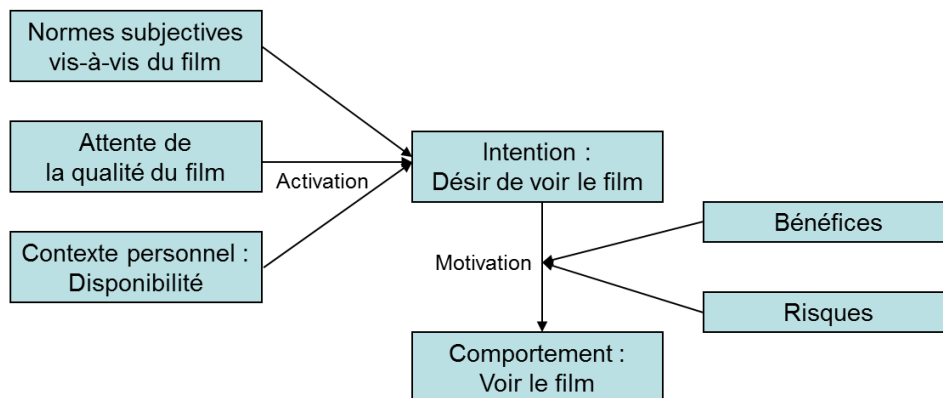 Normes subjectives
vis-à-vis du film
Attente de
la qualité du film
Activation
Contexte personnel :
Disponibilité
Intention :
Désir de voir le film
Motivation
Bénéfices
Risques
Comportement :
Voir le film